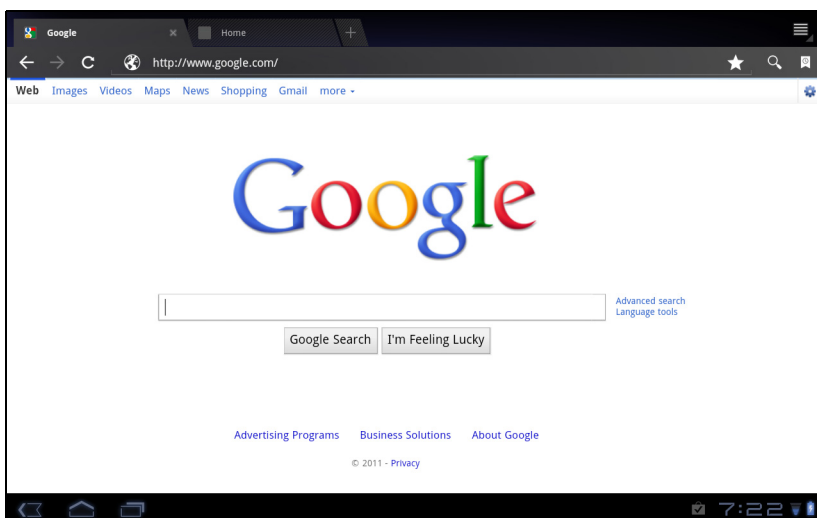 Google Home
http://www.google.com/
Web Images Videos Maps News Shopping Gmail more
Google
Advanced search
Language tools
Google Search I'm Feeling Lucky
Advertising Programs Business Solutions About Google
© 2011 - Privacy
7:22